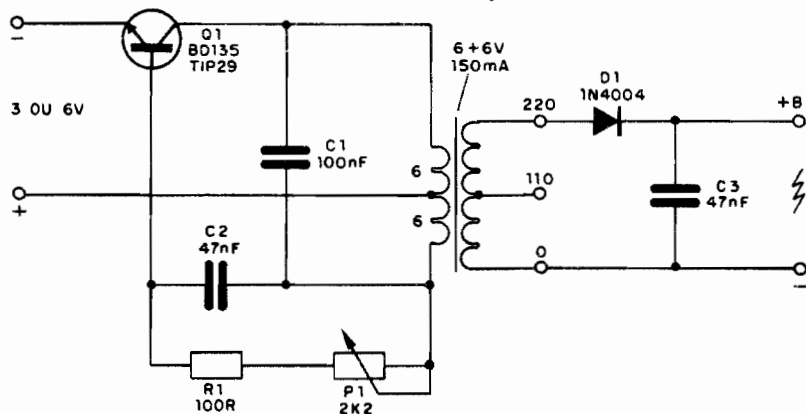 −
Q1
BD135
TIP29
6+6V
150mA
D1
1N4004
220
+B
3 OU 6V
C1
100nF
6
110
C3
47nF
+
6
C2
47nF
0
−
R1
100R
P1
2K2